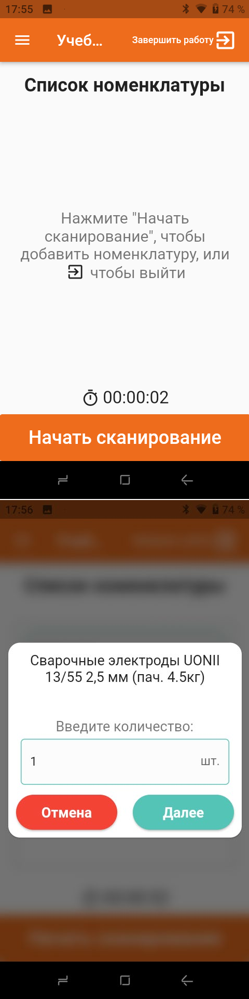 17:55
74 %
Учеб...
Завершить работу
Список номенклатуры
Нажмите "Начать
сканирование", чтобы
добавить номенклатуру, или
чтобы выйти
00:00:02
Начать сканирование
17:56
74 %
Сварочные электроды UONII
13/55 2,5 мм (пач. 4.5кг)
Введите количество:
1 шт.
Отмена
Далее